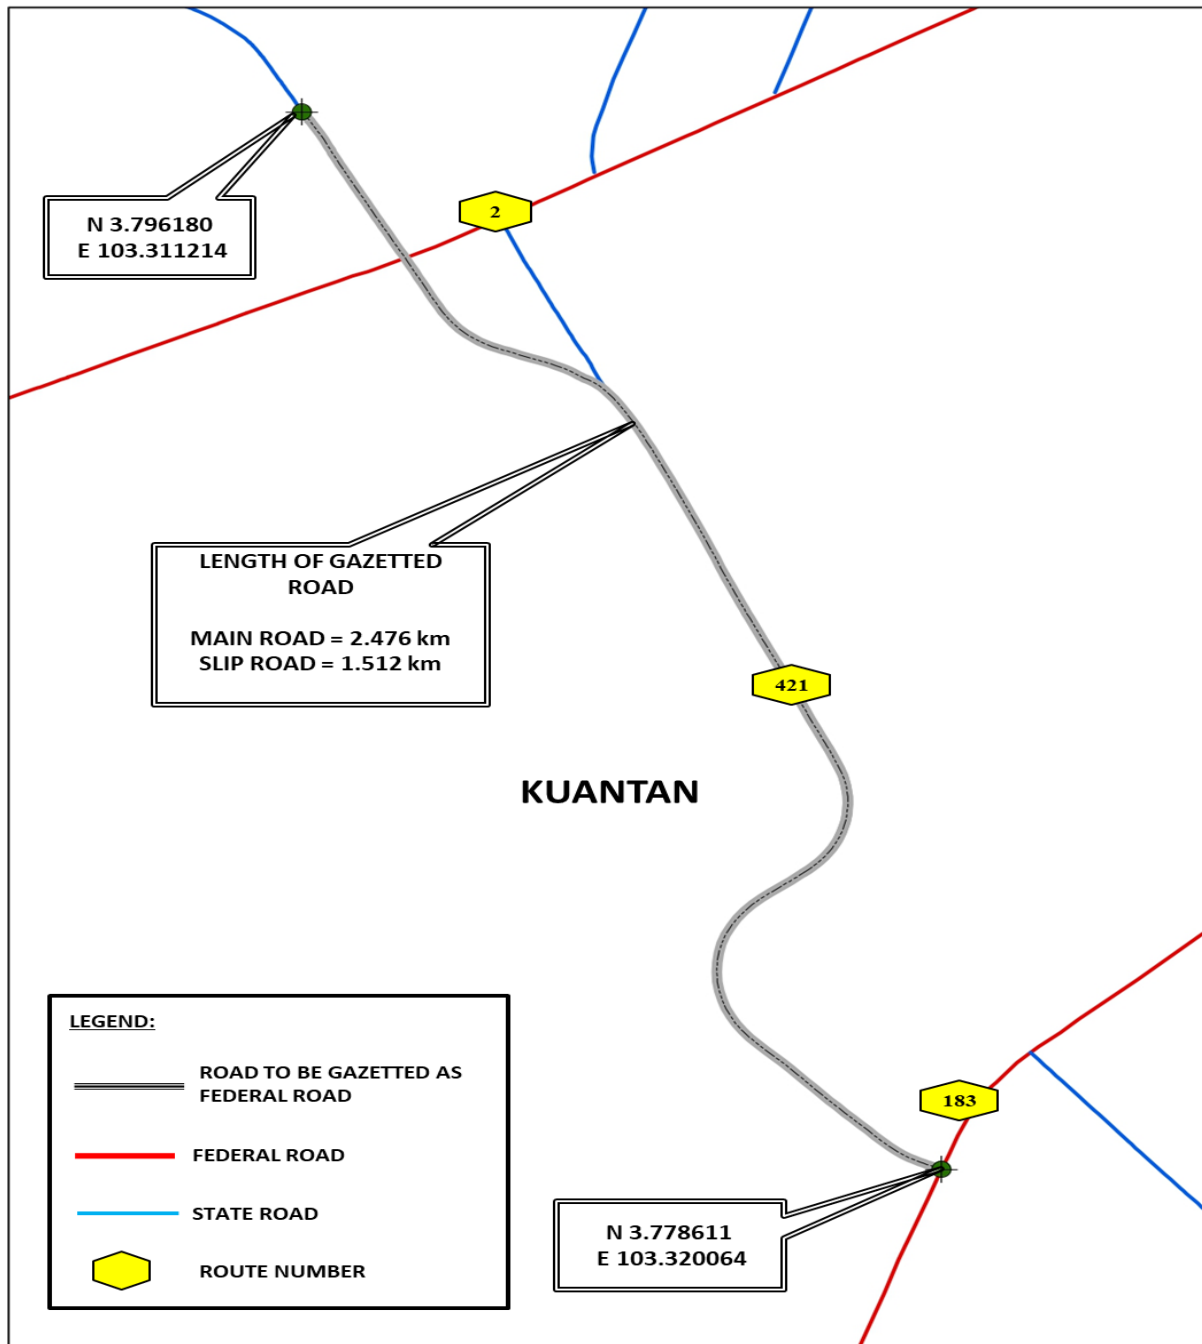 N 3.796180
E 103.311214
2
LENGTH OF GAZETTED
ROAD
MAIN ROAD = 2.476 km
SLIP ROAD = 1.512 km
421
KUANTAN
LEGEND:
ROAD TO BE GAZETTED AS
FEDERAL ROAD
FEDERAL ROAD
STATE ROAD
ROUTE NUMBER
183
N 3.778611
E 103.320064